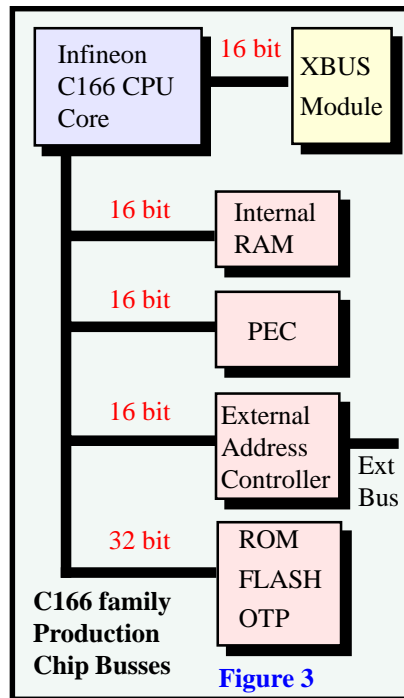 Infineon
C166 CPU
Core
16 bit
XBUS
Module
16 bit
Internal
RAM
16 bit
PEC
16 bit
External
Address
Controller
Ext
Bus
32 bit
ROM
FLASH
OTP
C166 family
Production
Chip Busses
Figure 3